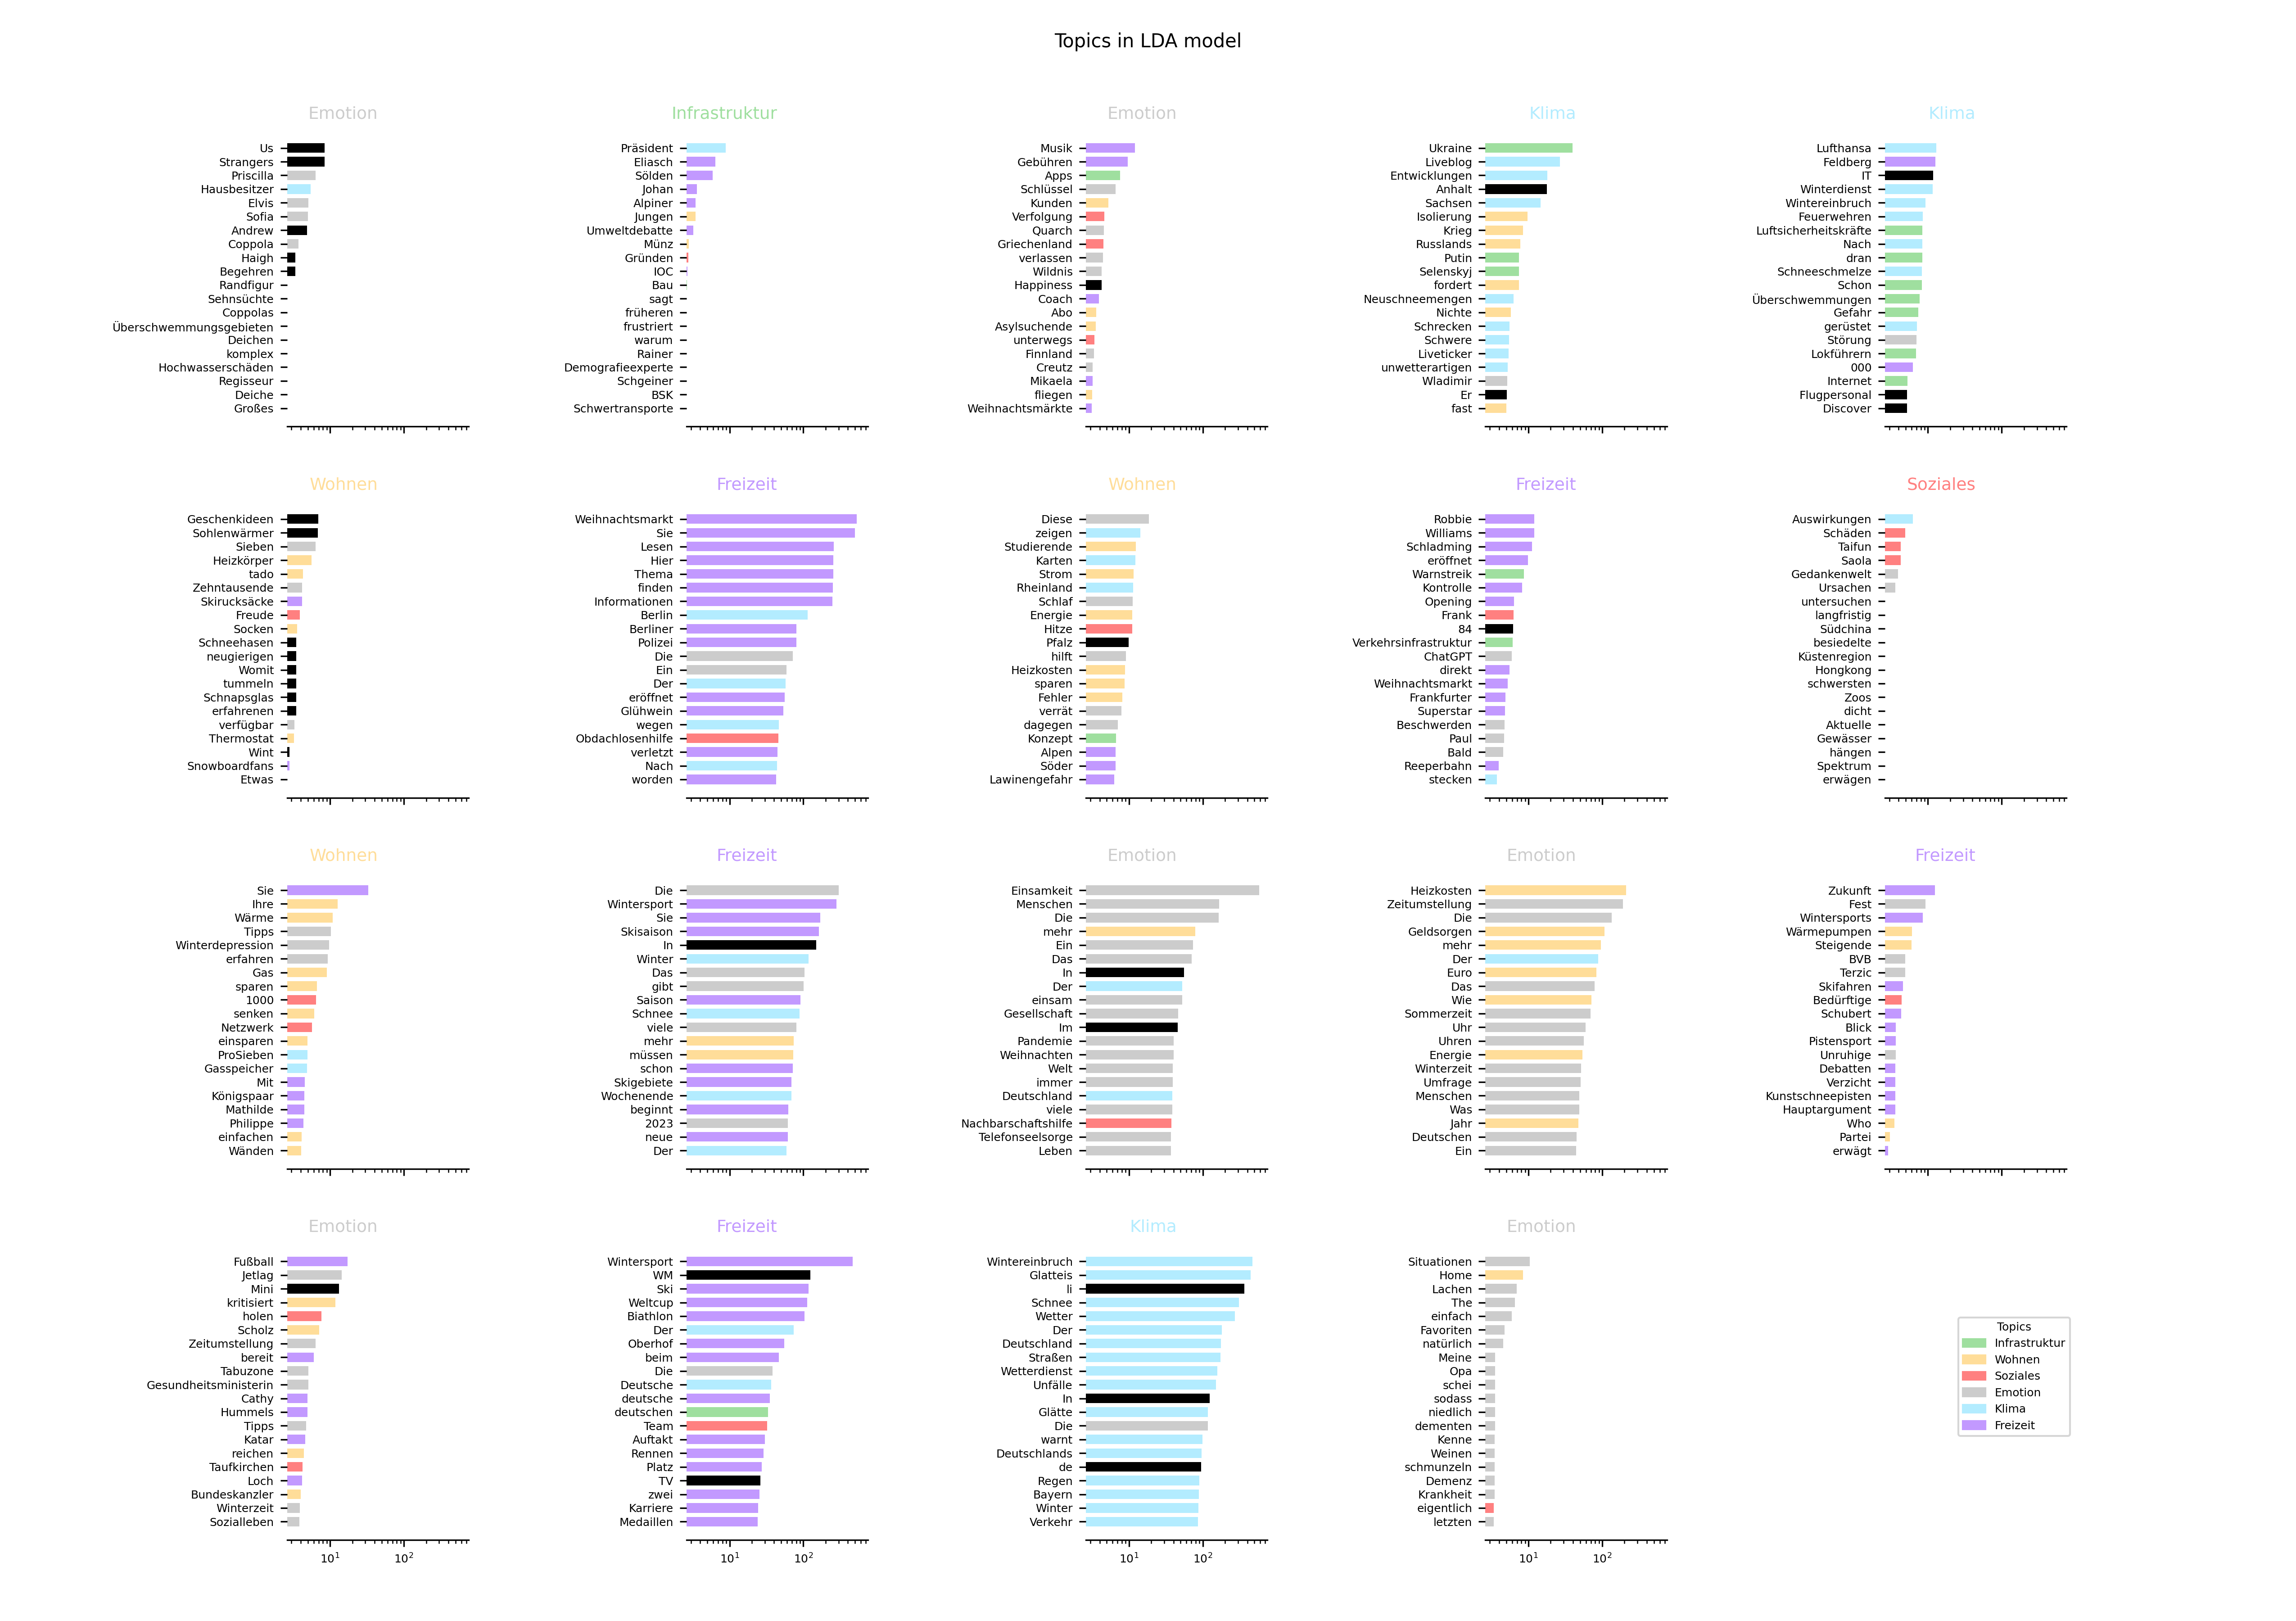 Topics in LDA model
Emotion
Us
Strangers
Priscilla
Hausbesitzer
Elvis
Sofia
Andrew
Coppola
Haigh
Begehren
Randfigur
Sehnsüchte
Coppolas
Überschwemmungsgebieten
Deichen
komplex
Hochwasserschäden
Regisseur
Deiche
Großes
Infrastruktur
Präsident
Eliasch
Sölden
Johan
Alpiner
Jungen
Umweltdebatte
Münz
Gründen
IOC
Bau
sagt
früheren
frustriert
warum
Rainer
Demografieexperte
Schgeiner
BSK
Schwertransporte
Emotion
Musik
Gebühren
Apps
Schlüssel
Kunden
Verfolgung
Quarch
Griechenland
verlassen
Wildnis
Happiness
Coach
Abo
Asylsuchende
unterwegs
Finnland
Creutz
Mikaela
fliegen
Weihnachtsmärkte
Klima
Ukraine
Liveblog
Entwicklungen
Anhalt
Sachsen
Isolierung
Krieg
Russlands
Putin
Selenskyj
fordert
Neuschneemengen
Nichte
Schrecken
Schwere
Liveticker
unwetterartigen
Wladimir
Er
fast
Klima
Lufthansa
Feldberg
IT
Winterdienst
Wintereinbruch
Feuerwehren
Luftsicherheitskräfte
Nach
dran
Schneeschmelze
Schon
Überschwemmungen
Gefahr
gerüstet
Störung
Lokführern
000
Internet
Flugpersonal
Discover
Wohnen
Geschenkideen
Sohlenwärmer
Sieben
Heizkörper
tado
Zehntausende
Skirucksäcke
Freude
Socken
Schneehasen
neugierigen
Womit
tummeln
Schnapsglas
erfahrenen
verfügbar
Thermostat
Wint
Snowboardfans
Etwas
Freizeit
Weihnachtsmarkt
Sie
Lesen
Hier
Thema
finden
Informationen
Berlin
Berliner
Polizei
Die
Ein
Der
eröffnet
Glühwein
wegen
Obdachlosenhilfe
verletzt
Nach
worden
Wohnen
Diese
zeigen
Studierende
Karten
Strom
Rheinland
Schlaf
Energie
Hitze
Pfalz
hilft
Heizkosten
sparen
Fehler
verrät
dagegen
Konzept
Alpen
Söder
Lawinengefahr
Freizeit
Robbie
Williams
Schladming
eröffnet
Warnstreik
Kontrolle
Opening
Frank
84
Verkehrsinfrastruktur
ChatGPT
direkt
Weihnachtsmarkt
Frankfurter
Superstar
Beschwerden
Paul
Bald
Reeperbahn
stecken
Soziales
Auswirkungen
Schäden
Taifun
Saola
Gedankenwelt
Ursachen
untersuchen
langfristig
Südchina
besiedelte
Küstenregion
Hongkong
schwersten
Zoos
dicht
Aktuelle
Gewässer
hängen
Spektrum
erwägen
Wohnen
Sie
Ihre
Wärme
Tipps
Winterdepression
erfahren
Gas
sparen
1000
senken
Netzwerk
einsparen
ProSieben
Gasspeicher
Mit
Königspaar
Mathilde
Philippe
einfachen
Wänden
Freizeit
Die
Wintersport
Sie
Skisaison
In
Winter
Das
gibt
Saison
Schnee
viele
mehr
müssen
schon
Skigebiete
Wochenende
beginnt
2023
neue
Der
Emotion
Einsamkeit
Menschen
Die
mehr
Ein
Das
In
Der
einsam
Gesellschaft
Im
Pandemie
Weihnachten
Welt
immer
Deutschland
viele
Nachbarschaftshilfe
Telefonseelsorge
Leben
Emotion
Heizkosten
Zeitumstellung
Die
Geldsorgen
mehr
Der
Euro
Das
Wie
Sommerzeit
Uhr
Uhren
Energie
Winterzeit
Umfrage
Menschen
Was
Jahr
Deutschen
Ein
Freizeit
Zukunft
Fest
Wintersports
Wärmepumpen
Steigende
BVB
Terzic
Skifahren
Bedürftige
Schubert
Blick
Pistensport
Unruhige
Debatten
Verzicht
Kunstschneepisten
Hauptargument
Who
Partei
erwägt
Emotion
Fußball
Jetlag
Mini
kritisiert
holen
Scholz
Zeitumstellung
bereit
Tabuzone
Gesundheitsministerin
Cathy
Hummels
Tipps
Katar
reichen
Taufkirchen
Loch
Bundeskanzler
Winterzeit
Sozialleben
10¹ 10²
Freizeit
Wintersport
WM
Ski
Weltcup
Biathlon
Der
Oberhof
beim
Die
Deutsche
deutsche
deutschen
Team
Auftakt
Rennen
Platz
TV
zwei
Karriere
Medaillen
10¹ 10²
Klima
Wintereinbruch
Glatteis
li
Schnee
Wetter
Der
Deutschland
Straßen
Wetterdienst
Unfälle
In
Glätte
Die
warnt
Deutschlands
de
Regen
Bayern
Winter
Verkehr
10¹ 10²
Emotion
Situationen
Home
Lachen
The
einfach
Favoriten
natürlich
Meine
Opa
schei
sodass
niedlich
dementen
Kenne
Weinen
schmunzeln
Demenz
Krankheit
eigentlich
letzten
10¹ 10²
Topics
Infrastruktur
Wohnen
Soziales
Emotion
Klima
Freizeit